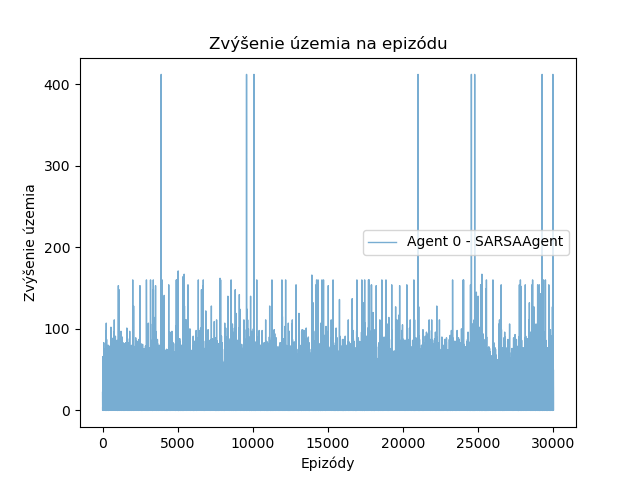 Zvýšenie územia na epizódu
400
300
200
100
0
Zvýšenie územia
Agent 0 - SARSAAgent
0 5000 10000 15000 20000 25000 30000
Epizódy